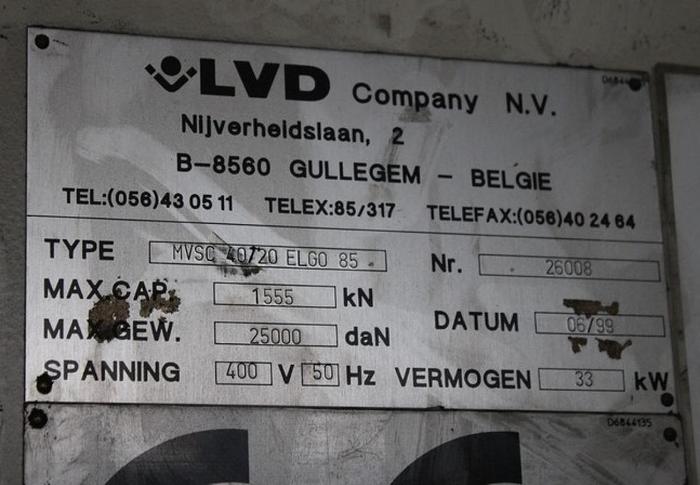 LVD Company N.V.
Nijverheidslaan, 2
B-8560 GULLEGEM - BELGIE
TEL:(056)43 05 11 TELEX:85/317 TELEFAX:(056)40 24 64
TYPE MVSC 40/20 ELGO 85 Nr. 26008
MAX.CAP. 1555 kN
MAX.GEW. 25000 daN DATUM 06/99
SPANNING 400 V 50 Hz VERMOGEN 33 kW
D6844135